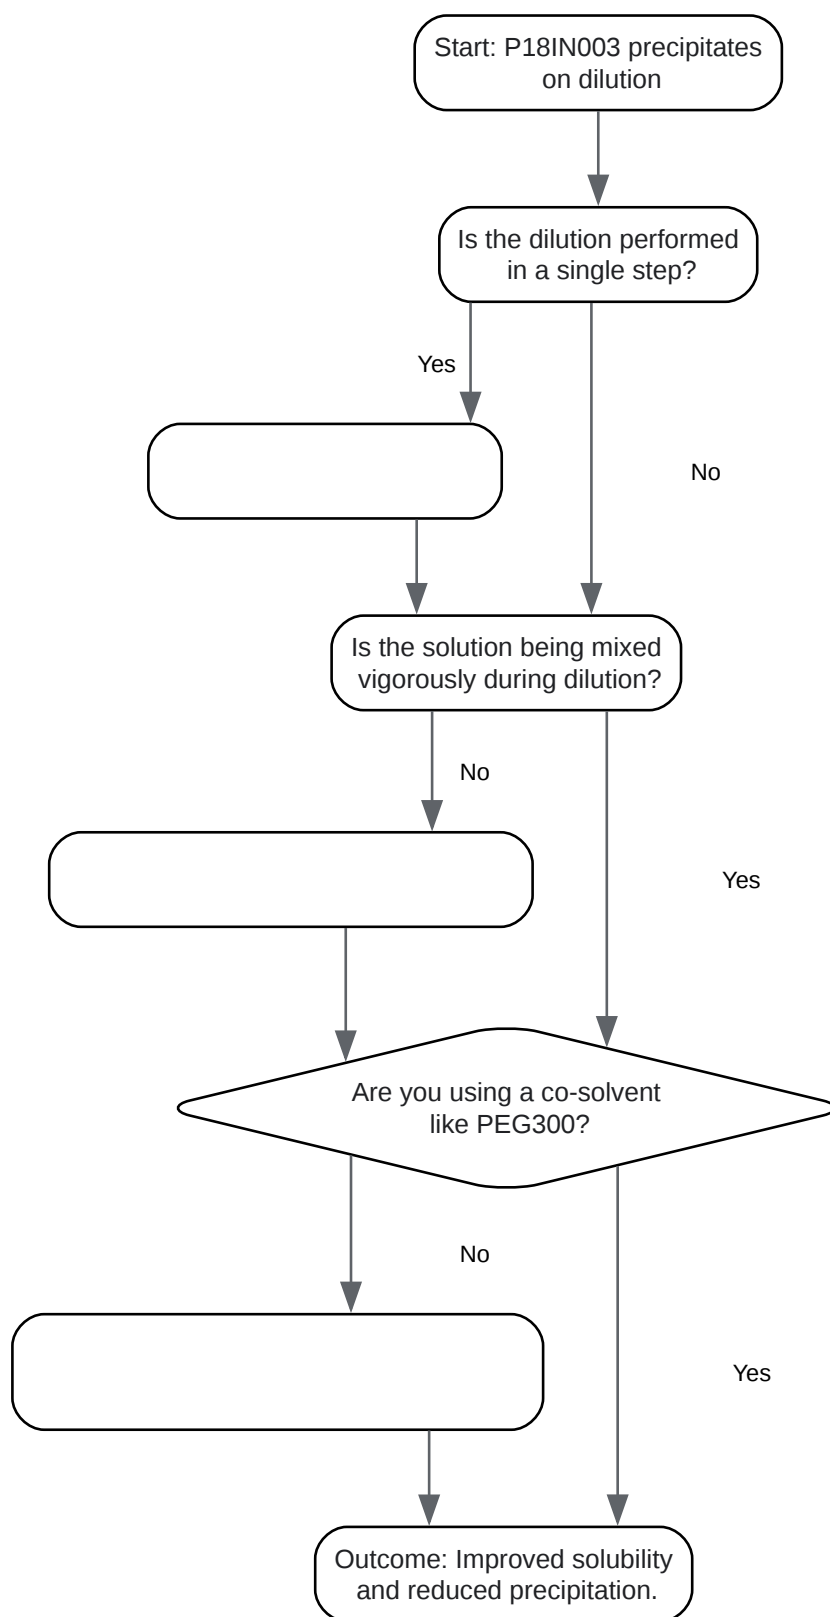 Start: P18IN003 precipitates
on dilution
Is the dilution performed
in a single step?
Yes
No
Is the solution being mixed
vigorously during dilution?
No
Yes
Are you using a co-solvent
like PEG300?
No
Yes
Outcome: Improved solubility
and reduced precipitation.